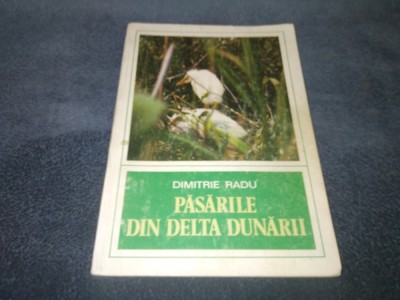 DIMITRIE RADU
PĂSĂRILE
DIN DELTA DUNĂRII